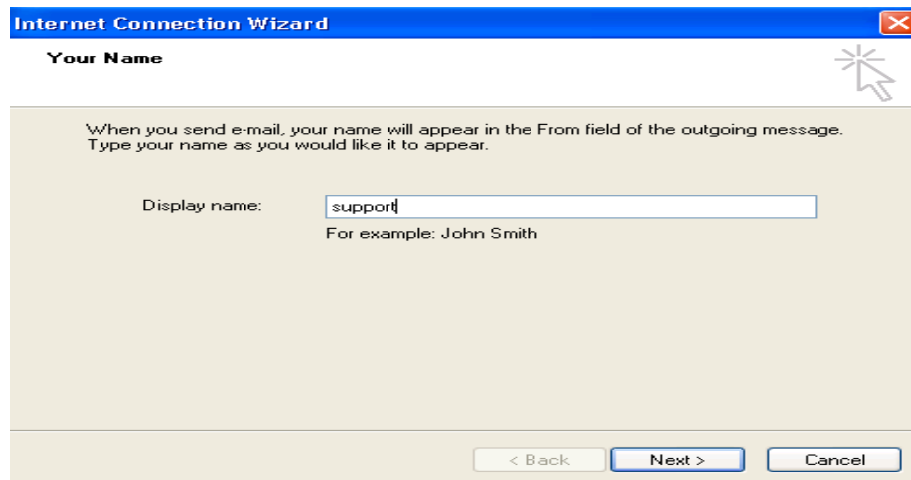 Internet Connection Wizard
Your Name
When you send e-mail, your name will appear in the From field of the outgoing message.
Type your name as you would like it to appear.
Display name: support
For example: John Smith
< Back Next > Cancel